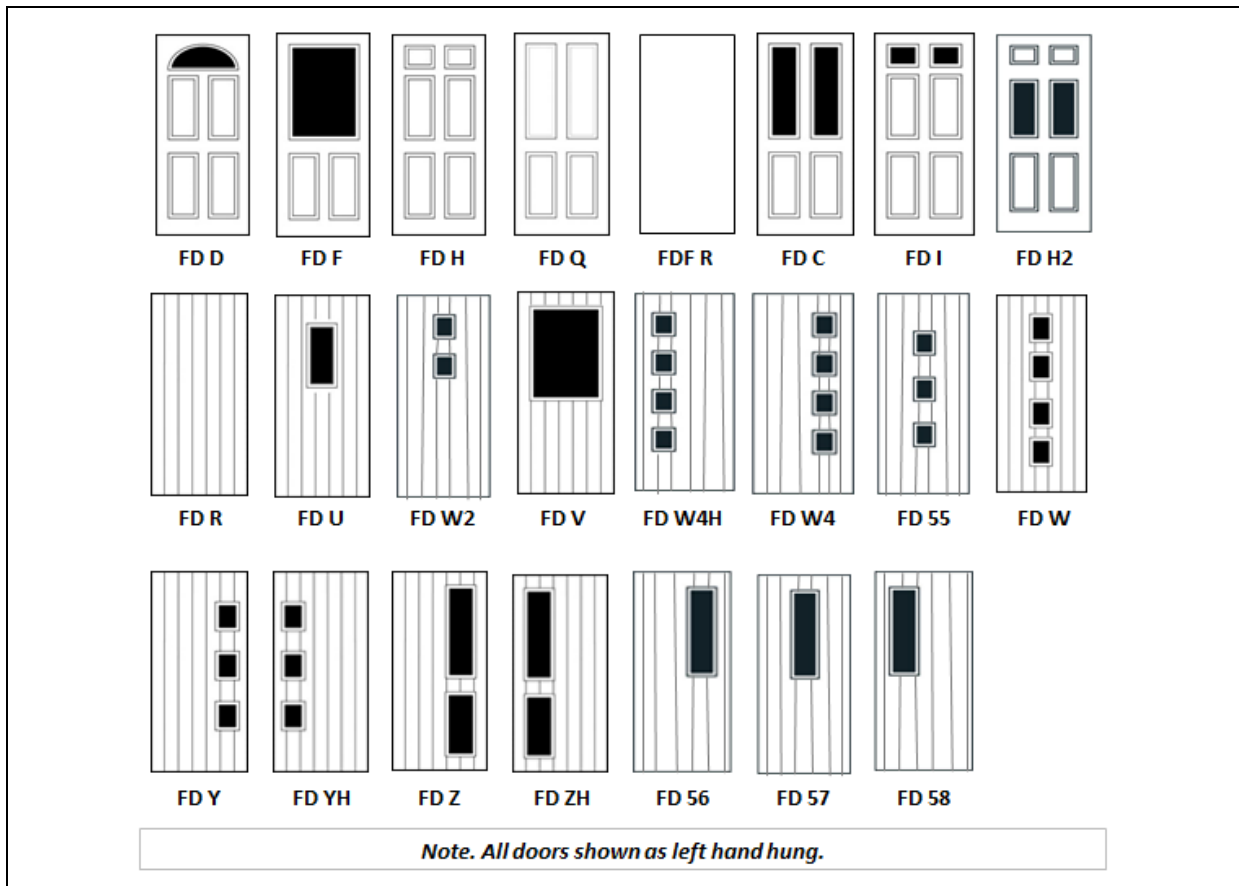 FD D FD F FD H FD Q FDF R FD C FD I FD H2
FD R FD U FD W2 FD V FD W4H FD W4 FD 55 FD W
FD Y FD YH FD Z FD ZH FD 56 FD 57 FD 58
Note. All doors shown as left hand hung.